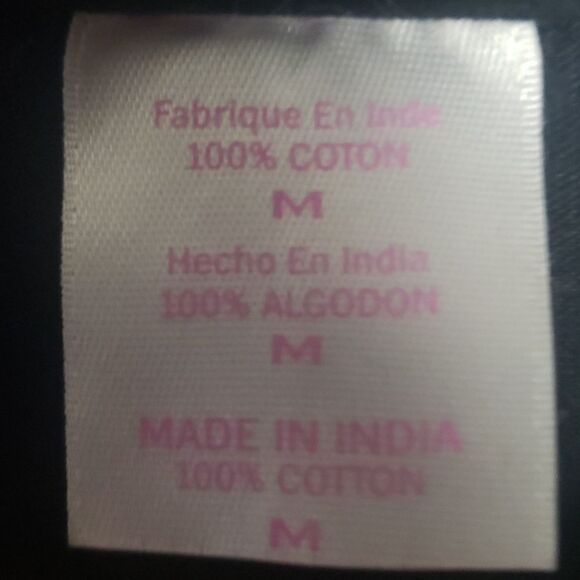 Fabrique En Inde
100% COTON
M
Hecho En India
100% ALGODON
M
MADE IN INDIA
100% COTTON
M